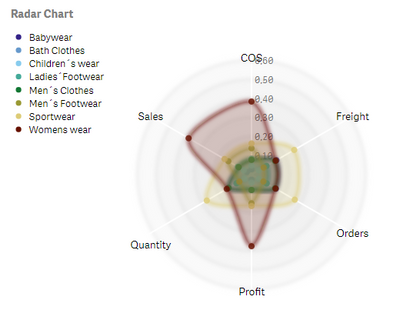 Radar Chart
Babywear
Bath Clothes
Children´s wear
Ladies´Footwear
Men´s Clothes
Men´s Footwear
Sportwear
Womens wear
COS
0,60
0,50
0,40
0,30
0,20
0,10
Sales
Freight
Quantity
Orders
Profit